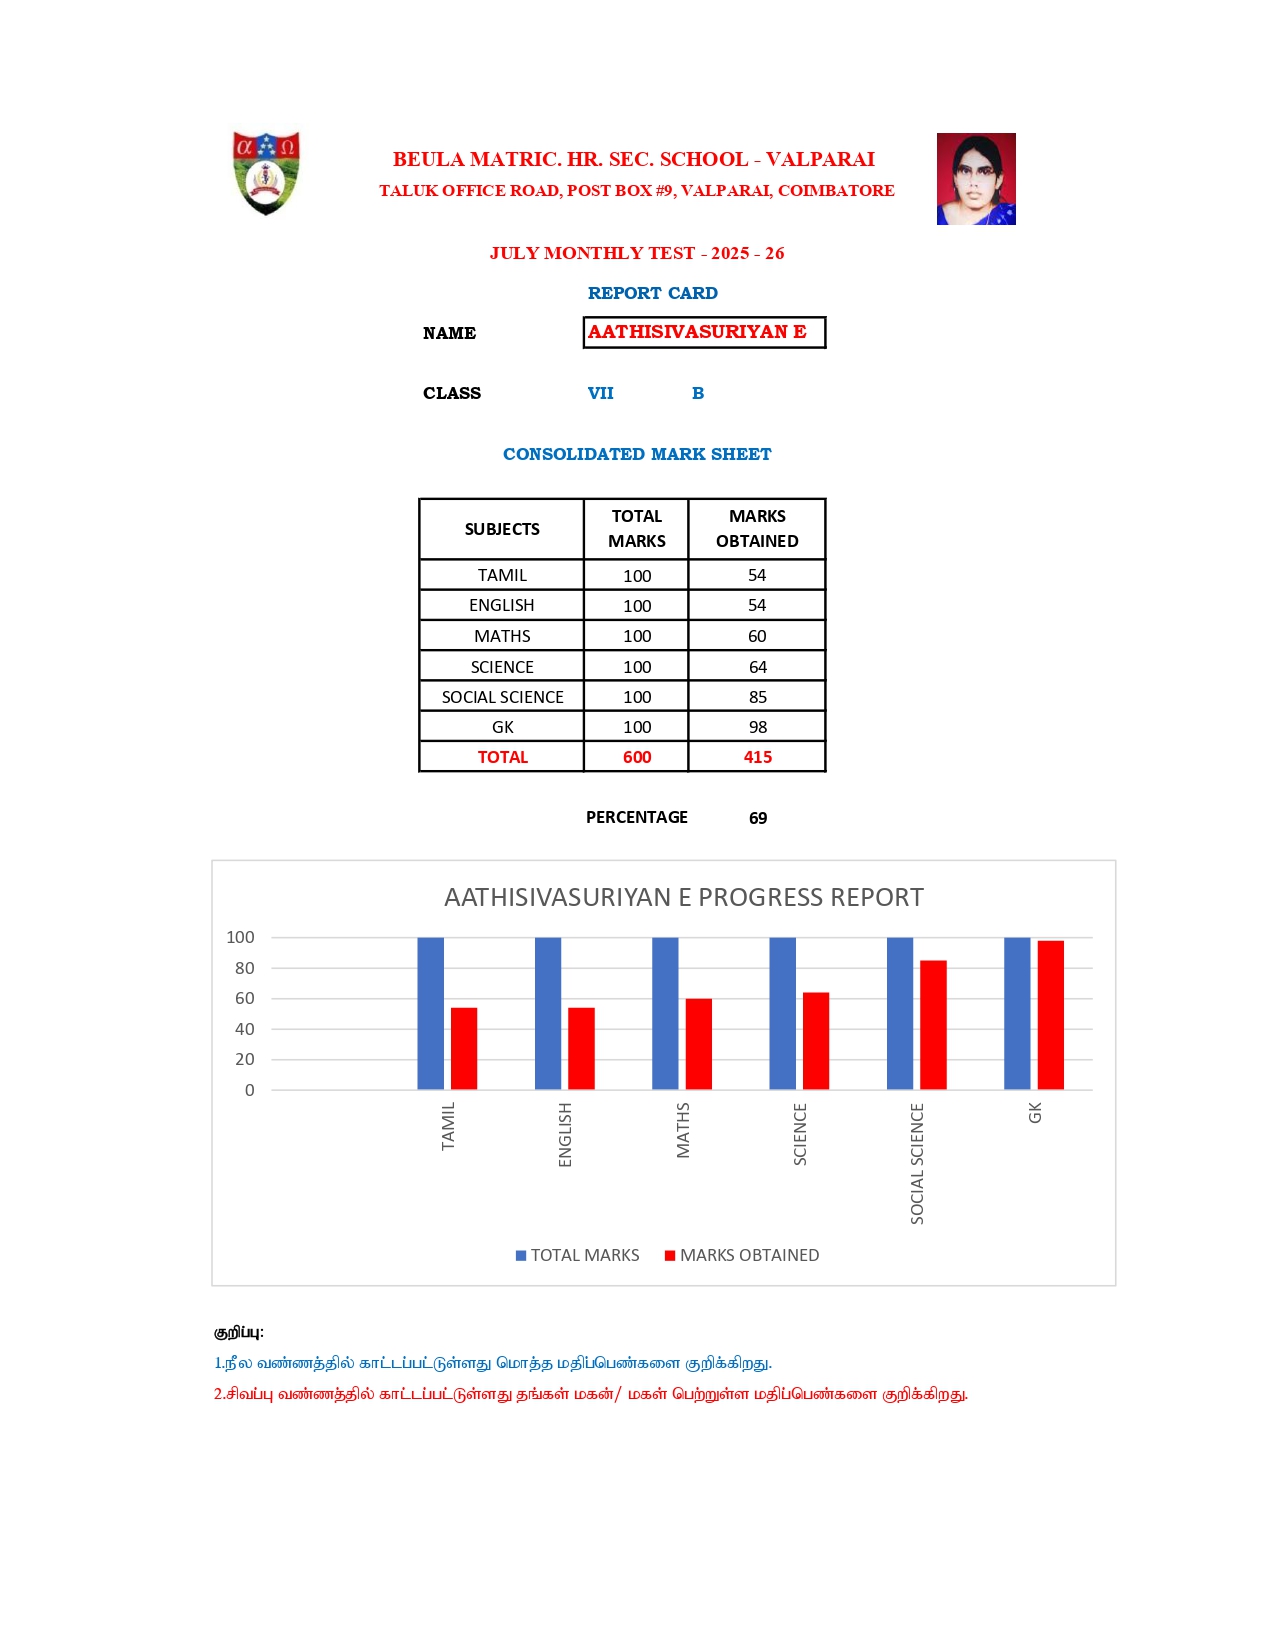 α Ω
BEULA MATRIC. HR. SEC. SCHOOL - VALPARAI
TALUK OFFICE ROAD, POST BOX #9, VALPARAI, COIMBATORE
JULY MONTHLY TEST - 2025 - 26
REPORT CARD
NAME AATHISIVASURIYAN E
CLASS VII B
CONSOLIDATED MARK SHEET
SUBJECTS TOTAL MARKS MARKS OBTAINED
TAMIL 100 54
ENGLISH 100 54
MATHS 100 60
SCIENCE 100 64
SOCIAL SCIENCE 100 85
GK 100 98
TOTAL 600 415
PERCENTAGE 69
AATHISIVASURIYAN E PROGRESS REPORT
100
80
60
40
20
0
TAMIL ENGLISH MATHS SCIENCE SOCIAL SCIENCE GK
TOTAL MARKS MARKS OBTAINED
குறிப்பு:
1.நீல வண்ணத்தில் காட்டப்பட்டுள்ளது மொத்த மதிப்பெண்களை குறிக்கிறது.
2.சிவப்பு வண்ணத்தில் காட்டப்பட்டுள்ளது தங்கள் மகன்/ மகள் பெற்றுள்ள மதிப்பெண்களை குறிக்கிறது.